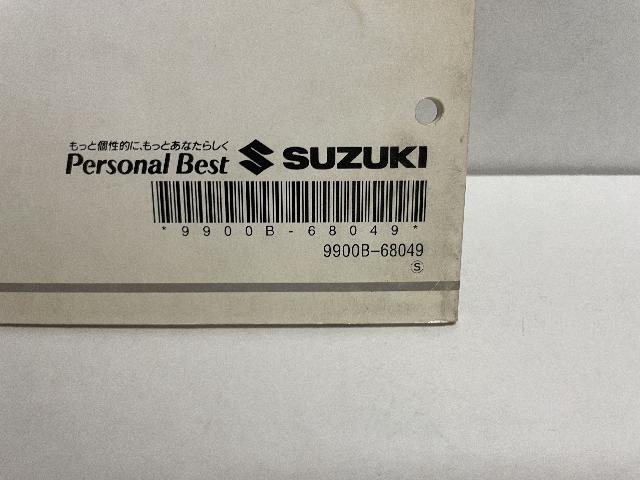 もっと個性的に、もっとあなたらしく
Personal Best SUZUKI
*9900B-68049*
9900B-68049
Ⓢ